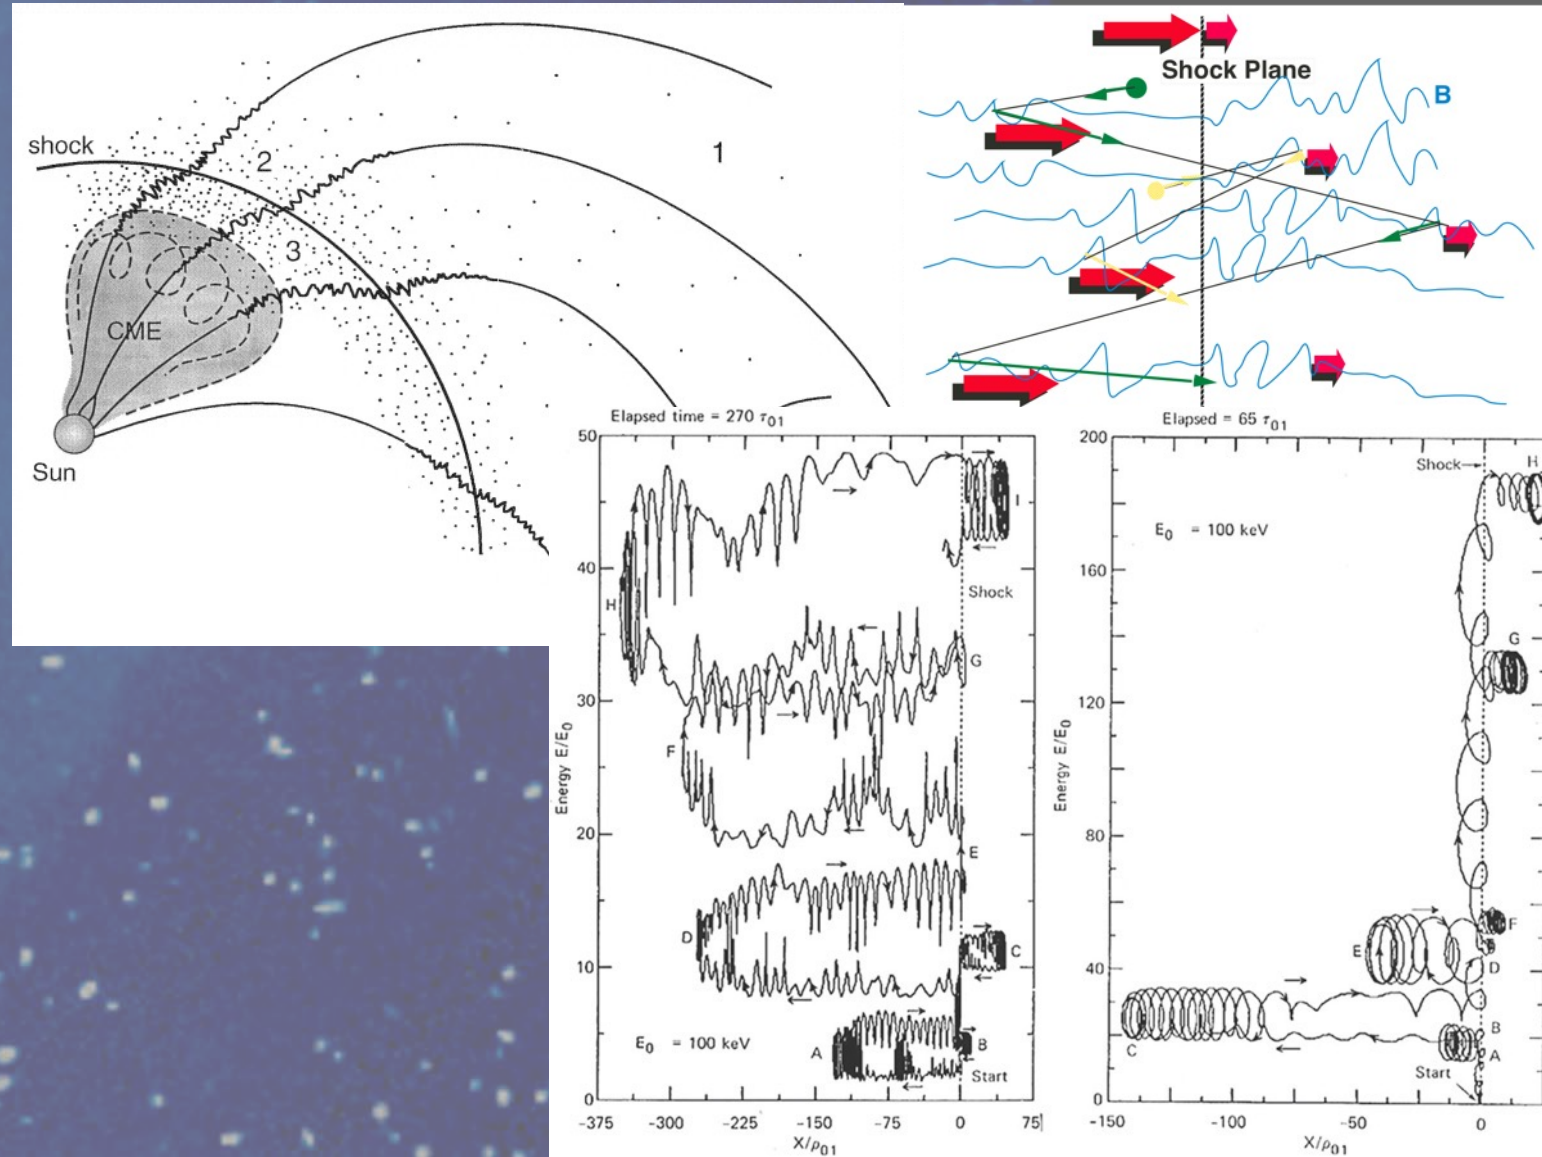 shock
2
1
3
CME
Sun
Shock Plane
B
Elapsed time = 270 τ01
50
40
30
20
10
0
Energy E/E0
-375
-300
-225
-150
-75
0
75
X/ρ01
H
I
Shock
G
F
E
D
C
A
B
E0 = 100 keV
Start
Elapsed = 65 τ01
200
160
120
80
40
0
Energy E/E0
-150
-100
-50
0
X/ρ01
Shock
H
E0 = 100 keV
G
F
E
D
C
B
A
Start